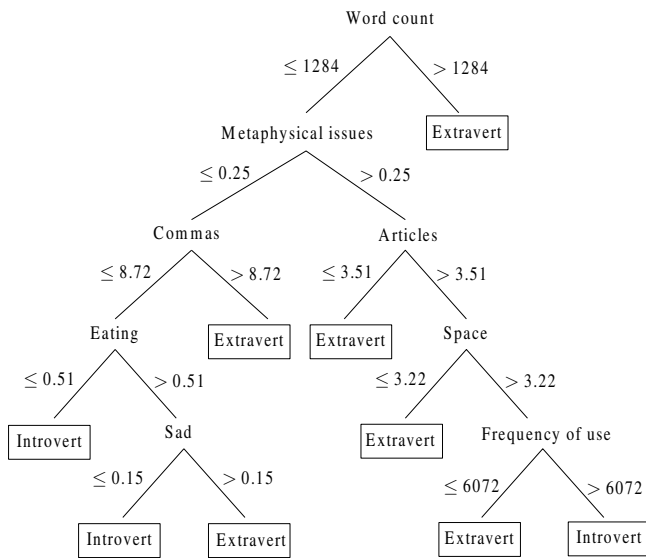 Word count
≤ 1284
> 1284
Metaphysical issues
Extravert
≤ 0.25
> 0.25
Commas
Articles
≤ 8.72
> 8.72
≤ 3.51
> 3.51
Eating
Extravert
Extravert
Space
≤ 0.51
> 0.51
≤ 3.22
> 3.22
Introvert
Sad
Extravert
Frequency of use
≤ 0.15
> 0.15
≤ 6072
> 6072
Introvert
Extravert
Extravert
Introvert